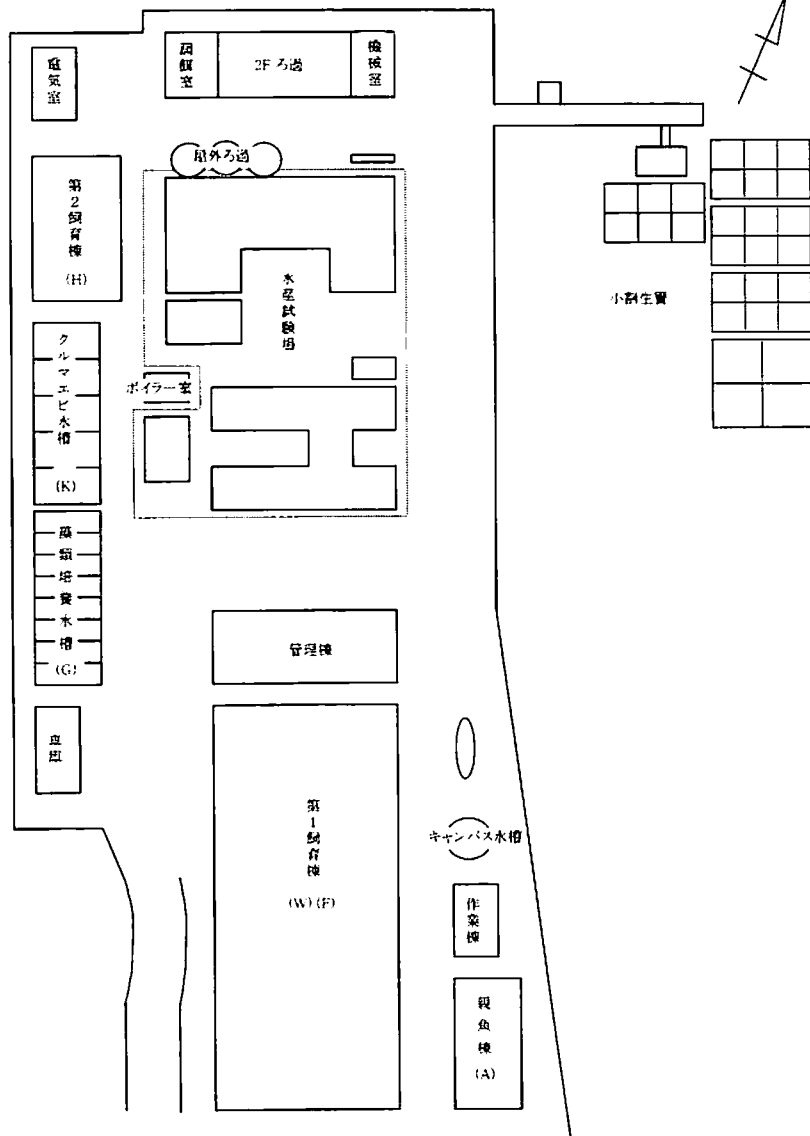 電気室
調餌室
2F ろ過
機械室
屋外ろ過
第2飼育棟
(H)
水産試験場
小割生簀
クルマエビ水槽
(K)
ボイラー室
藻類培養水槽
(G)
管理棟
倉庫
第1飼育棟
(W)(F)
キャンバス水槽
作業棟
親魚棟
(A)